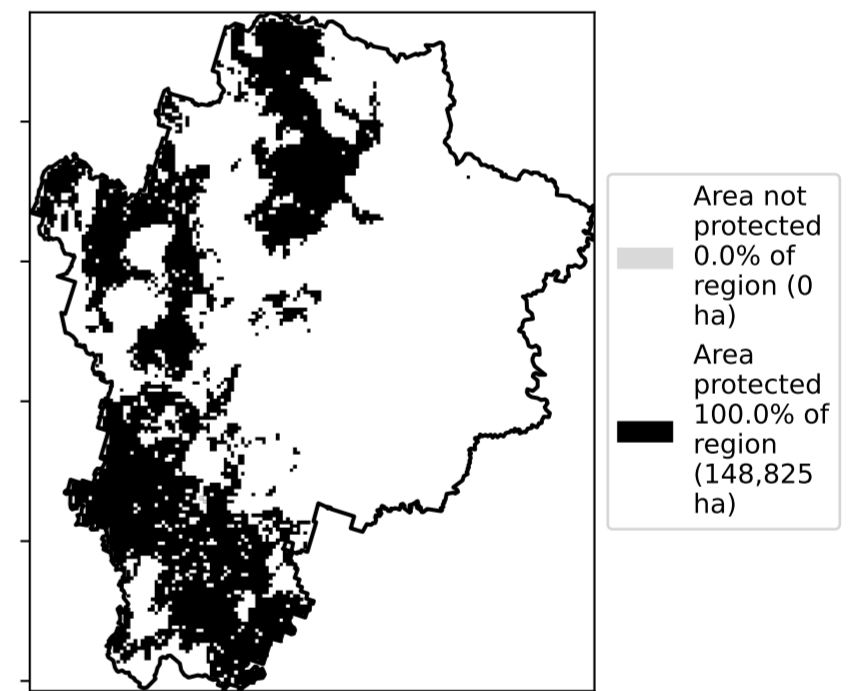 Area not
protected
0.0% of
region (0
ha)
Area
protected
100.0% of
region
(148,825
ha)